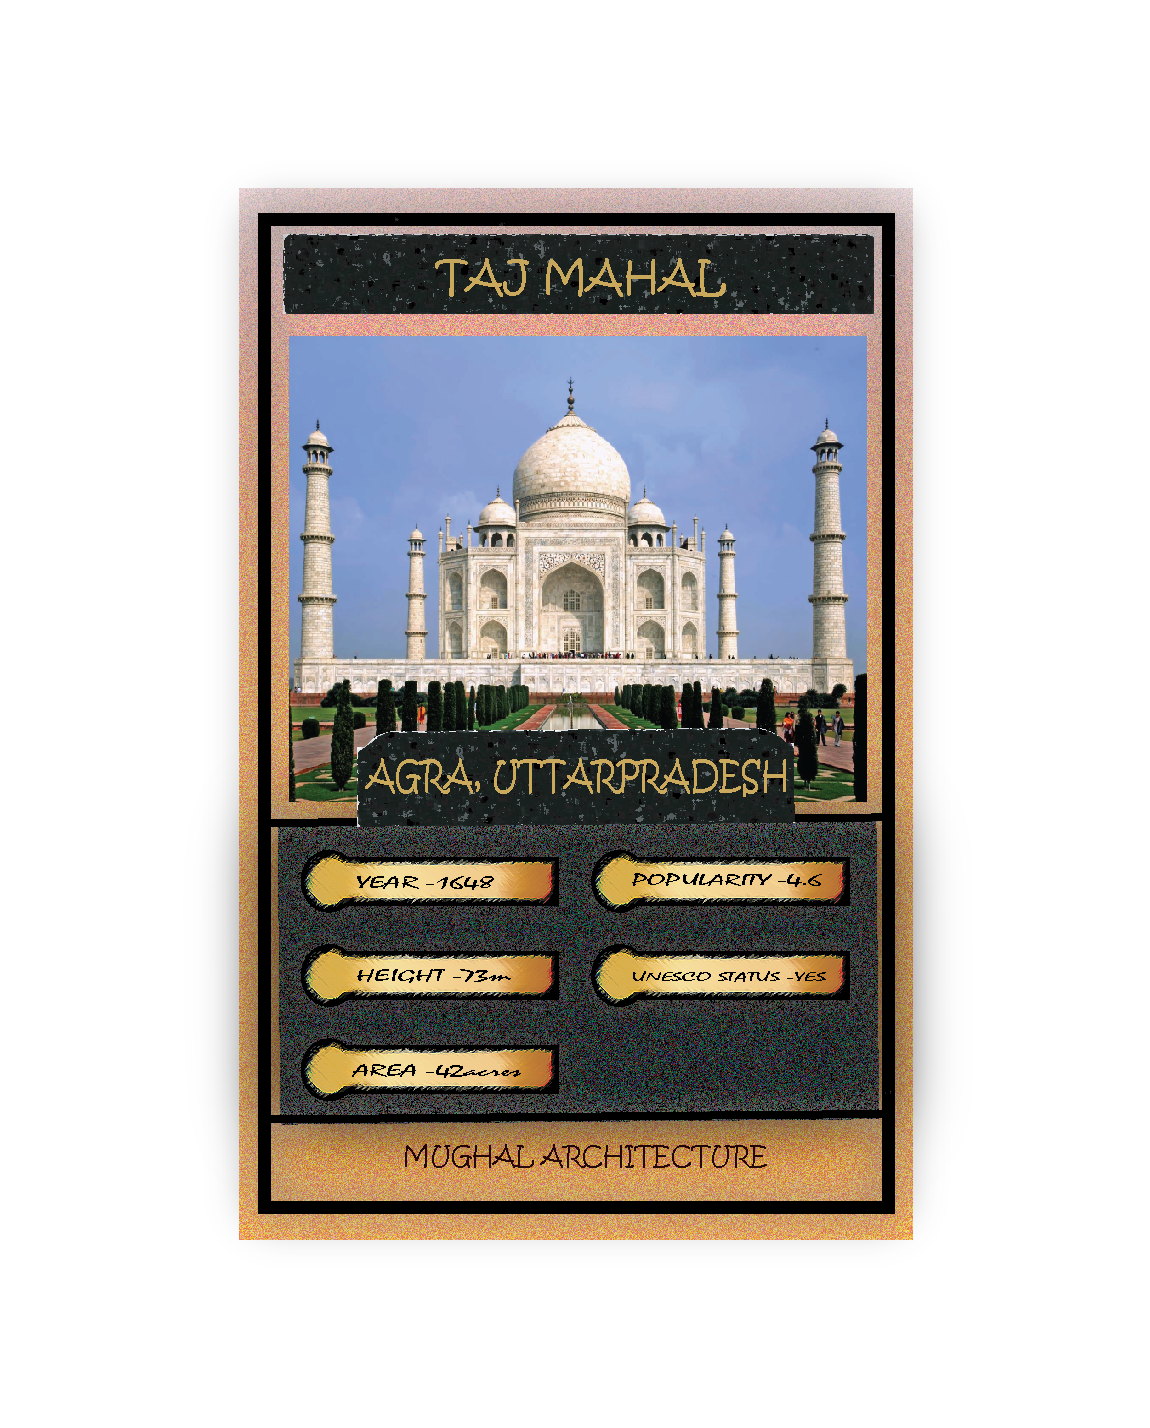 TAJ MAHAL
AGRA, UTTARPRADESH
YEAR -1648
POPULARITY -4.6
HEIGHT -73m
UNESCO STATUS -YES
AREA -42acres
MUGHAL ARCHITECTURE